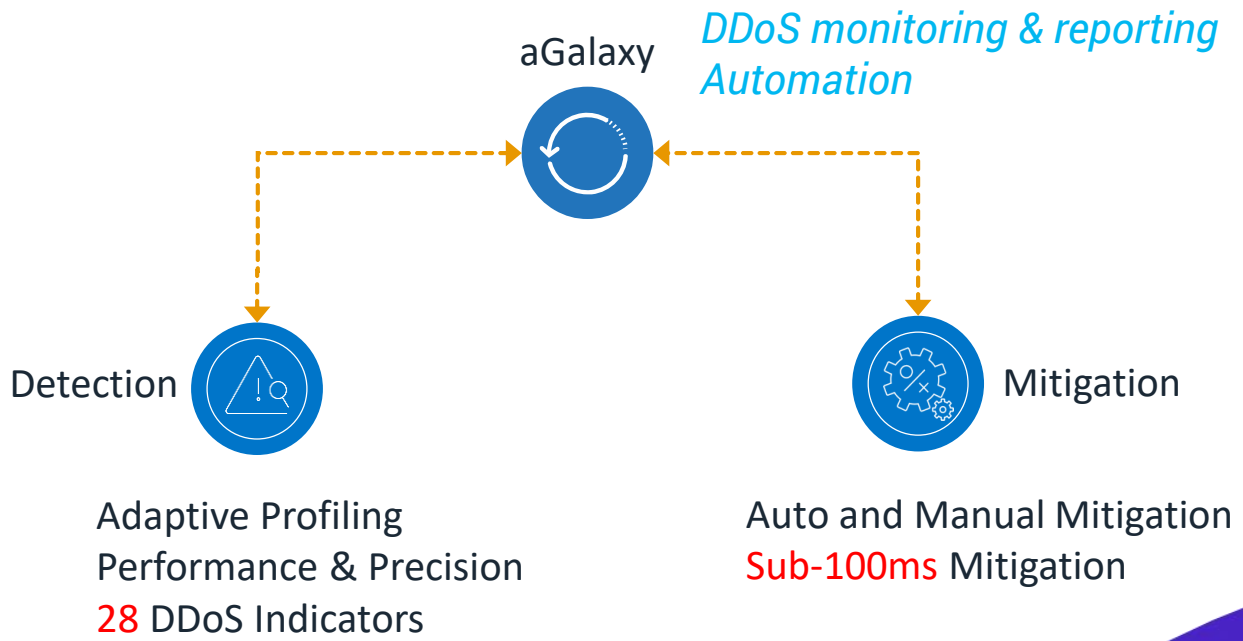 aGalaxy
DDoS monitoring & reporting
Automation
Detection
Mitigation
Adaptive Profiling
Performance & Precision
28 DDoS Indicators
Auto and Manual Mitigation
Sub-100ms Mitigation